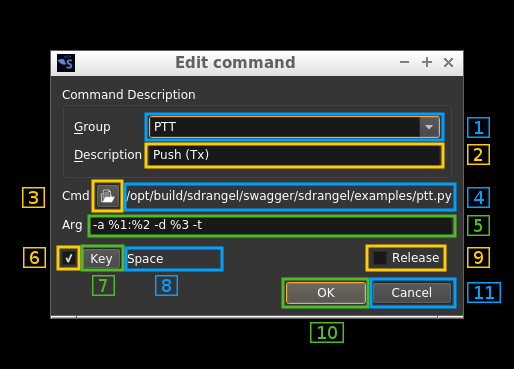 Edit command
Command Description
Group PTT 1
Description Push (Tx) 2
3 Cmd /opt/build/sdrangel/swagger/sdrangel/examples/ptt.py 4
Arg -a %1:%2 -d %3 -t 5
6 Key Space Release 9
7 8
OK Cancel 11
10